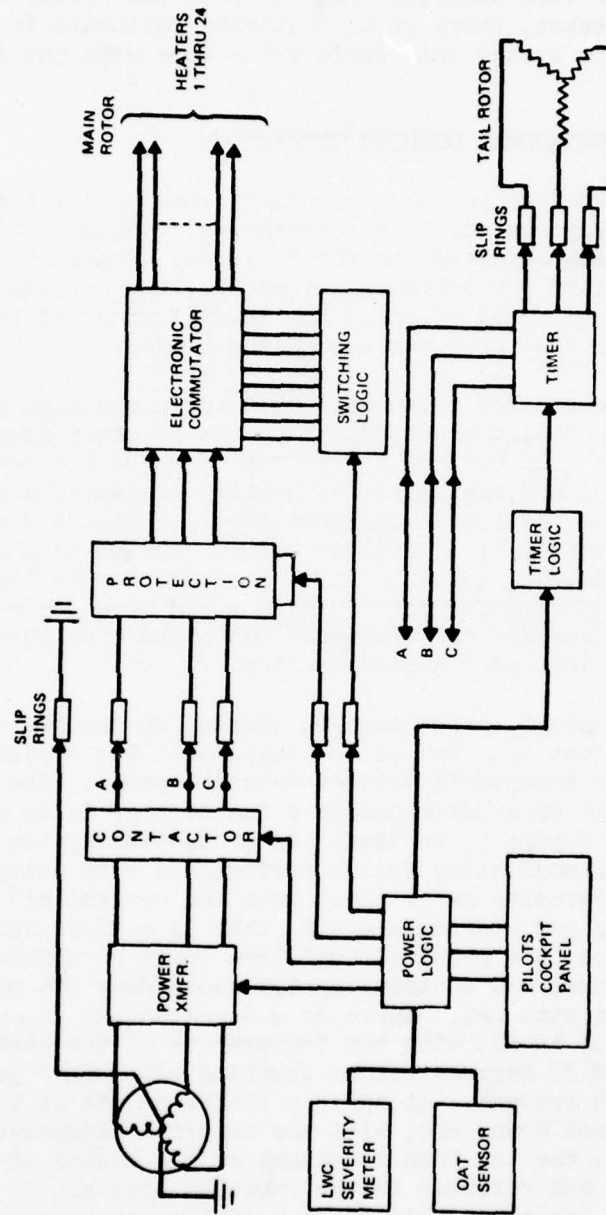 MAIN
ROTOR
HEATERS
1 THRU 24
ELECTRONIC
COMMUTATOR
SWITCHING
LOGIC
PROTECTION
SLIP
RINGS
A
B
C
CONTACTOR
POWER
XMFR.
POWER
LOGIC
PILOTS
COCKPIT
PANEL
LWC
SEVERITY
METER
OAT
SENSOR
A
B
C
TIMER
LOGIC
TIMER
SLIP
RINGS
TAIL ROTOR